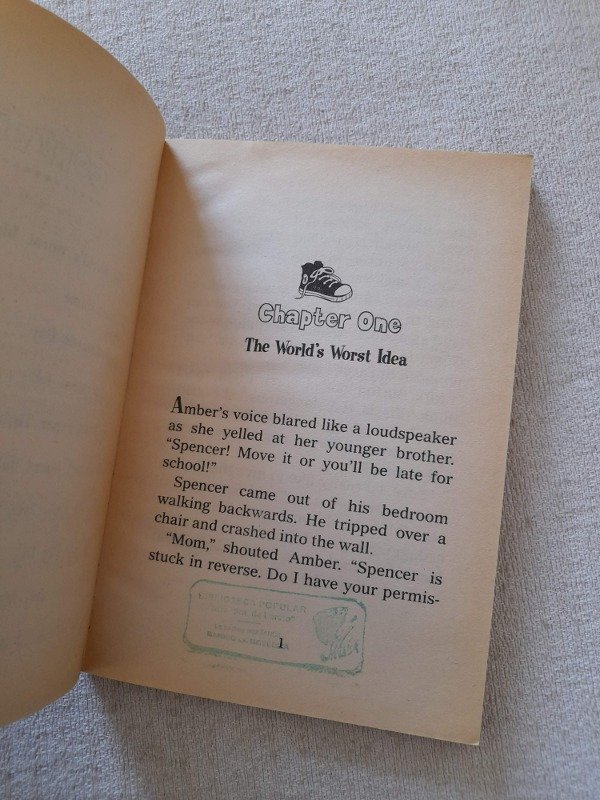 Chapter One
The World's Worst Idea
Amber's voice blared like a loudspeaker
as she yelled at her younger brother.
"Spencer! Move it or you'll be late for
school!"
Spencer came out of his bedroom
walking backwards. He tripped over a
chair and crashed into the wall.
"Mom," shouted Amber. "Spencer is
stuck in reverse. Do I have your permis-
BIBLIOTECA POPULAR
1